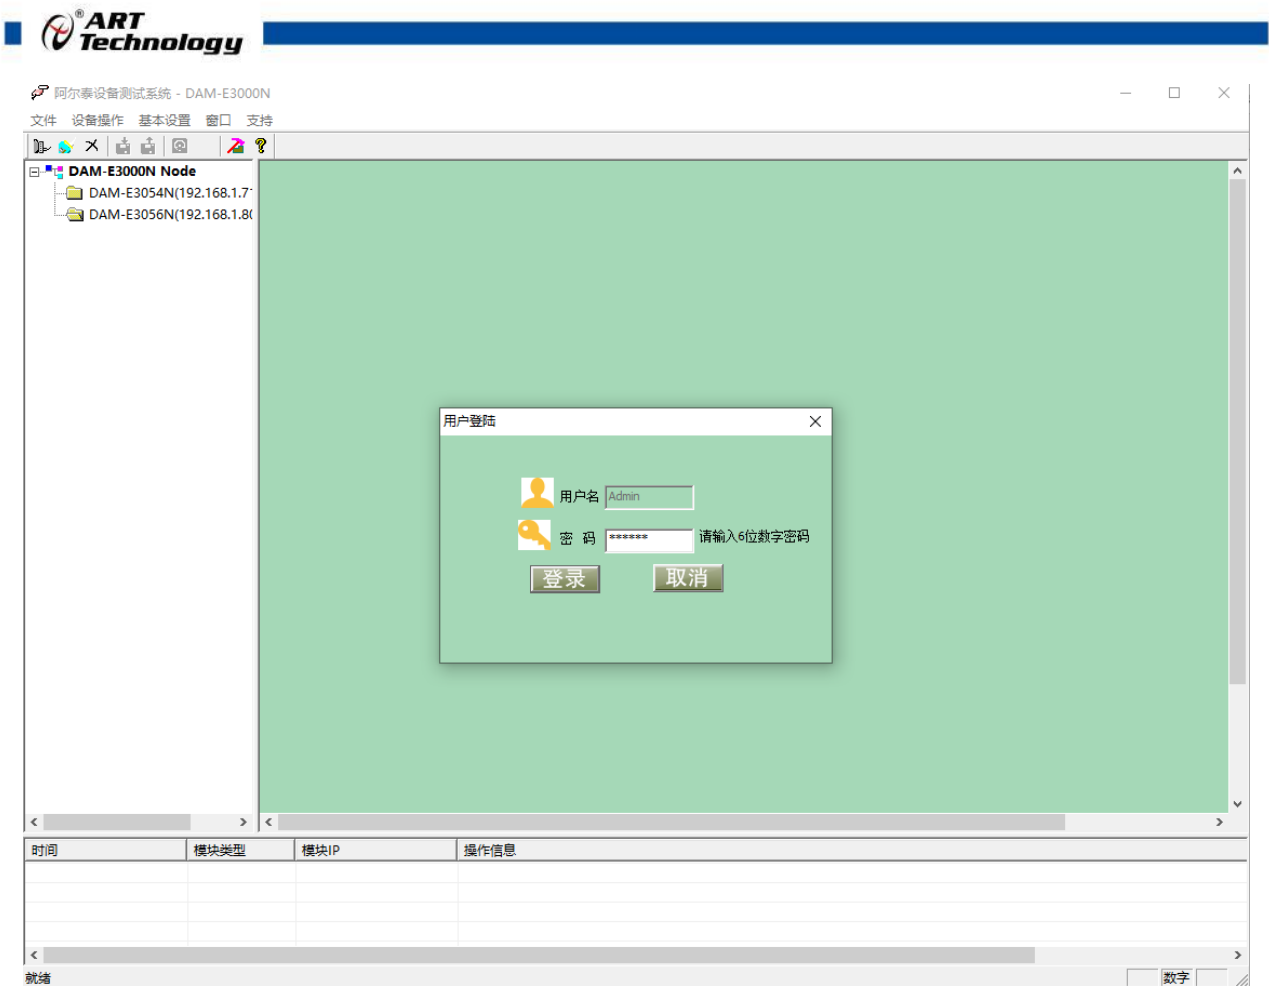 ®ART
Technology
阿尔泰设备测试系统 - DAM-E3000N
文件 设备操作 基本设置 窗口 支持
DAM-E3000N Node
DAM-E3054N(192.168.1.7
DAM-E3056N(192.168.1.8
用户登陆
用户名 Admin
密 码 ****** 请输入6位数字密码
登录 取消
时间 模块类型 模块IP 操作信息
就绪 数字